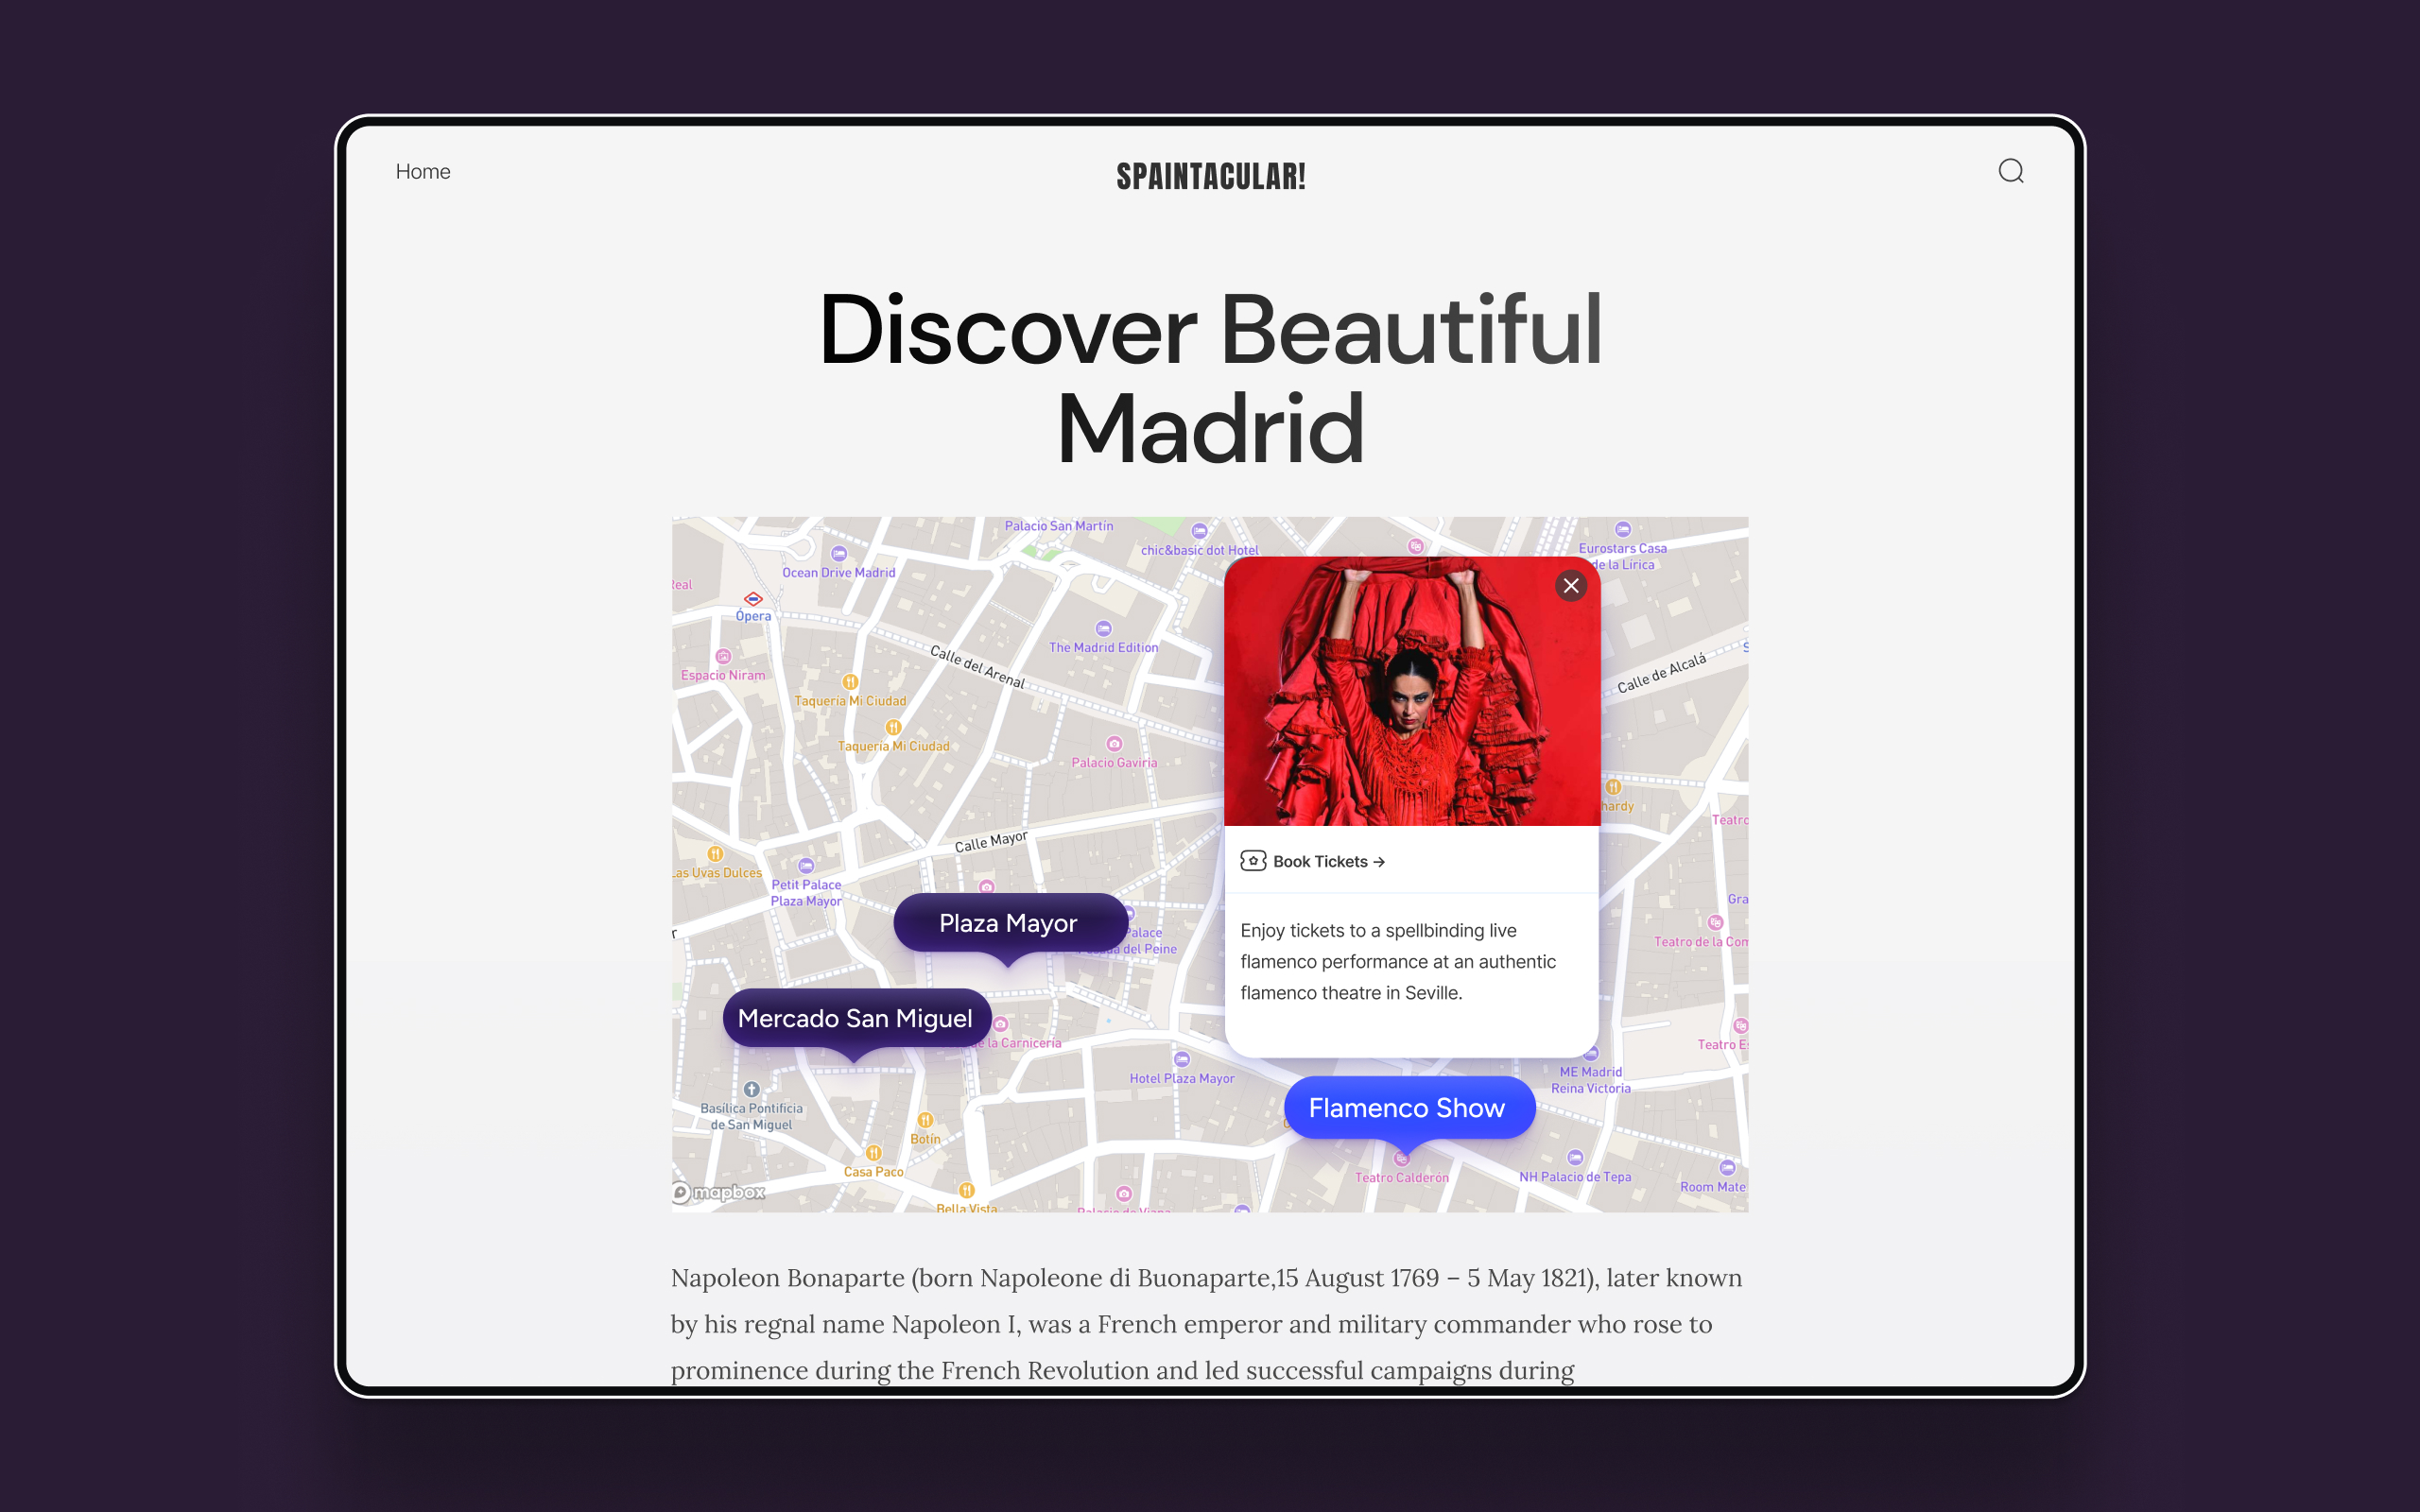 Home
SPAINTACULAR!
Discover Beautiful
Madrid
Palacio San Martín
chic&basic dot Hotel
Eurostars Casa
de la Lírica
Ocean Drive Madrid
Real
Ópera
The Madrid Edition
Calle del Arenal
Calle de Alcalá
Espacio Niram
Taqueria Mi Ciudad
Taqueria Mi Ciudad
Palacio Gaviria
hardy
Teatro
Calle Mayor
Las Uvas Dulces
Petit Palace
Plaza Mayor
Book Tickets →
Gra
Plaza Mayor
Palace
del Peine
Enjoy tickets to a spellbinding live
flamenco performance at an authentic
flamenco theatre in Seville.
Teatro de la Com
Mercado San Miguel
de la Carnicería
Teatro Es
Hotel Plaza Mayor
ME Madrid
Reina Victoria
Basílica Pontificia
de San Miguel
Flamenco Show
Botín
Casa Paco
Teatro Calderón
NH Palacio de Tepa
Room Mate
mapbox
Bella Vista
Palacio de Viana
Napoleon Bonaparte (born Napoleone di Buonaparte,15 August 1769 – 5 May 1821), later known
by his regnal name Napoleon I, was a French emperor and military commander who rose to
prominence during the French Revolution and led successful campaigns during